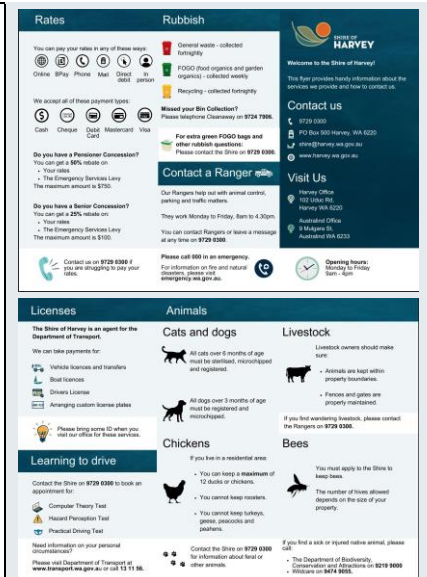 Rates
You can pay your rates in any of these ways:
Online BPay Phone Mail Direct debit In person
We accept all of these payment types:
Cash Cheque Debit Card Mastercard Visa
Do you have a Pensioner Concession?
You can get a 50% rebate on:
• Your rates
• The Emergency Services Levy
The maximum amount is $750.
Do you have a Senior Concession?
You can get a 25% rebate on:
• Your rates
• The Emergency Services Levy
The maximum amount is $100.
Contact us on 9729 0300 if
you are struggling to pay your
rates.
Rubbish
General waste - collected
fortnightly
FOGO (food organics and garden
organics) - collected weekly
Recycling - collected fortnightly
Missed your Bin Collection?
Please telephone Cleanaway on 9724 7906.
For extra green FOGO bags and
other rubbish questions:
Please contact the Shire on 9729 0300.
Contact a Ranger
Our Rangers help out with animal control,
parking and traffic matters.
They work Monday to Friday, 8am to 4.30pm.
You can contact Rangers or leave a message
at any time on 9729 0300.
Please call 000 in an emergency.
For information on fire and natural
disasters, please visit
emergency.wa.gov.au.
SHIRE OF
HARVEY
Welcome to the Shire of Harvey!
This flyer provides handy information about the
services we provide and how to contact us.
Contact us
9729 0300
PO Box 500 Harvey, WA 6220
shire@harvey.wa.gov.au
www.harvey.wa.gov.au
Visit Us
Harvey Office
102 Uduc Rd,
Harvey WA 6220
Australind Office
9 Mulgara St,
Australind WA 6233
Opening hours:
Monday to Friday
9am - 4pm
Licenses
The Shire of Harvey is an agent for the
Department of Transport.
We can take payments for:
Vehicle licences and transfers
Boat licences
Drivers License
Arranging custom license plates
Please bring some ID when you
visit our office for these services.
Learning to drive
Contact the Shire on 9729 0300 to book an
appointment for:
Computer Theory Test
Hazard Perception Test
Practical Driving Test
Need information on your personal
circumstances?
Please visit Department of Transport at
www.transport.wa.gov.au or call 13 11 56.
Animals
Cats and dogs
All cats over 6 months of age
must be sterilised, microchipped
and registered.
All dogs over 3 months of age
must be registered and
microchipped.
Chickens
If you live in a residential area:
• You can keep a maximum of
12 ducks or chickens.
• You cannot keep roosters.
• You cannot keep turkeys,
geese, peacocks and
peahens.
Contact the Shire on 9729 0300
for information about feral or
other animals.
Livestock
Livestock owners should make
sure:
• Animals are kept within
property boundaries.
• Fences and gates are
properly maintained.
If you find wandering livestock, please contact
the Rangers on 9729 0300.
Bees
You must apply to the Shire to
keep bees.
The number of hives allowed
depends on the size of your
property.
If you find a sick or injured native animal, please
call:
• The Department of Biodiversity,
Conservation and Attractions on 9219 9000
• Wildcare on 9474 9055.